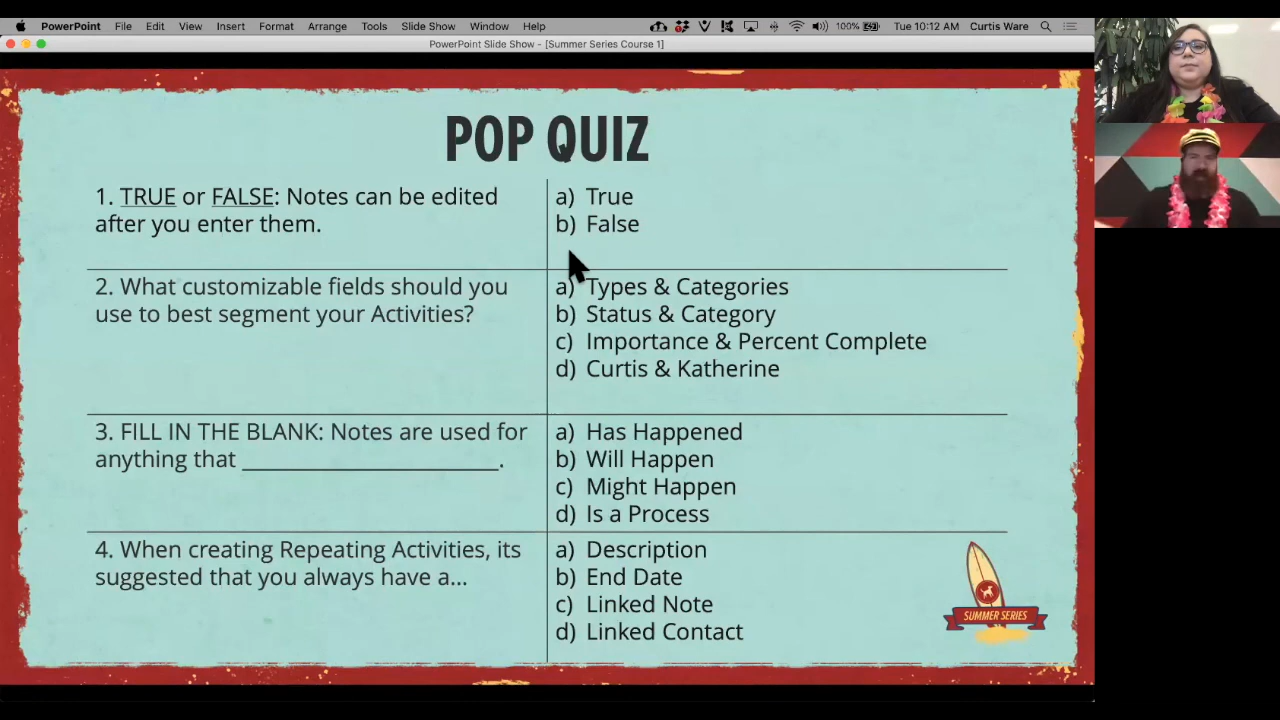 PowerPoint File Edit View Insert Format Arrange Tools Slide Show Window Help 100% Tue 10:12 AM Curtis Ware
PowerPoint Slide Show - [Summer Series Course 1]
POP QUIZ
1. TRUE or FALSE: Notes can be edited
after you enter them.
a) True
b) False
2. What customizable fields should you
use to best segment your Activities?
a) Types & Categories
b) Status & Category
c) Importance & Percent Complete
d) Curtis & Katherine
3. FILL IN THE BLANK: Notes are used for
anything that ______________________.
a) Has Happened
b) Will Happen
c) Might Happen
d) Is a Process
4. When creating Repeating Activities, its
suggested that you always have a...
a) Description
b) End Date
c) Linked Note
d) Linked Contact
SUMMER SERIES